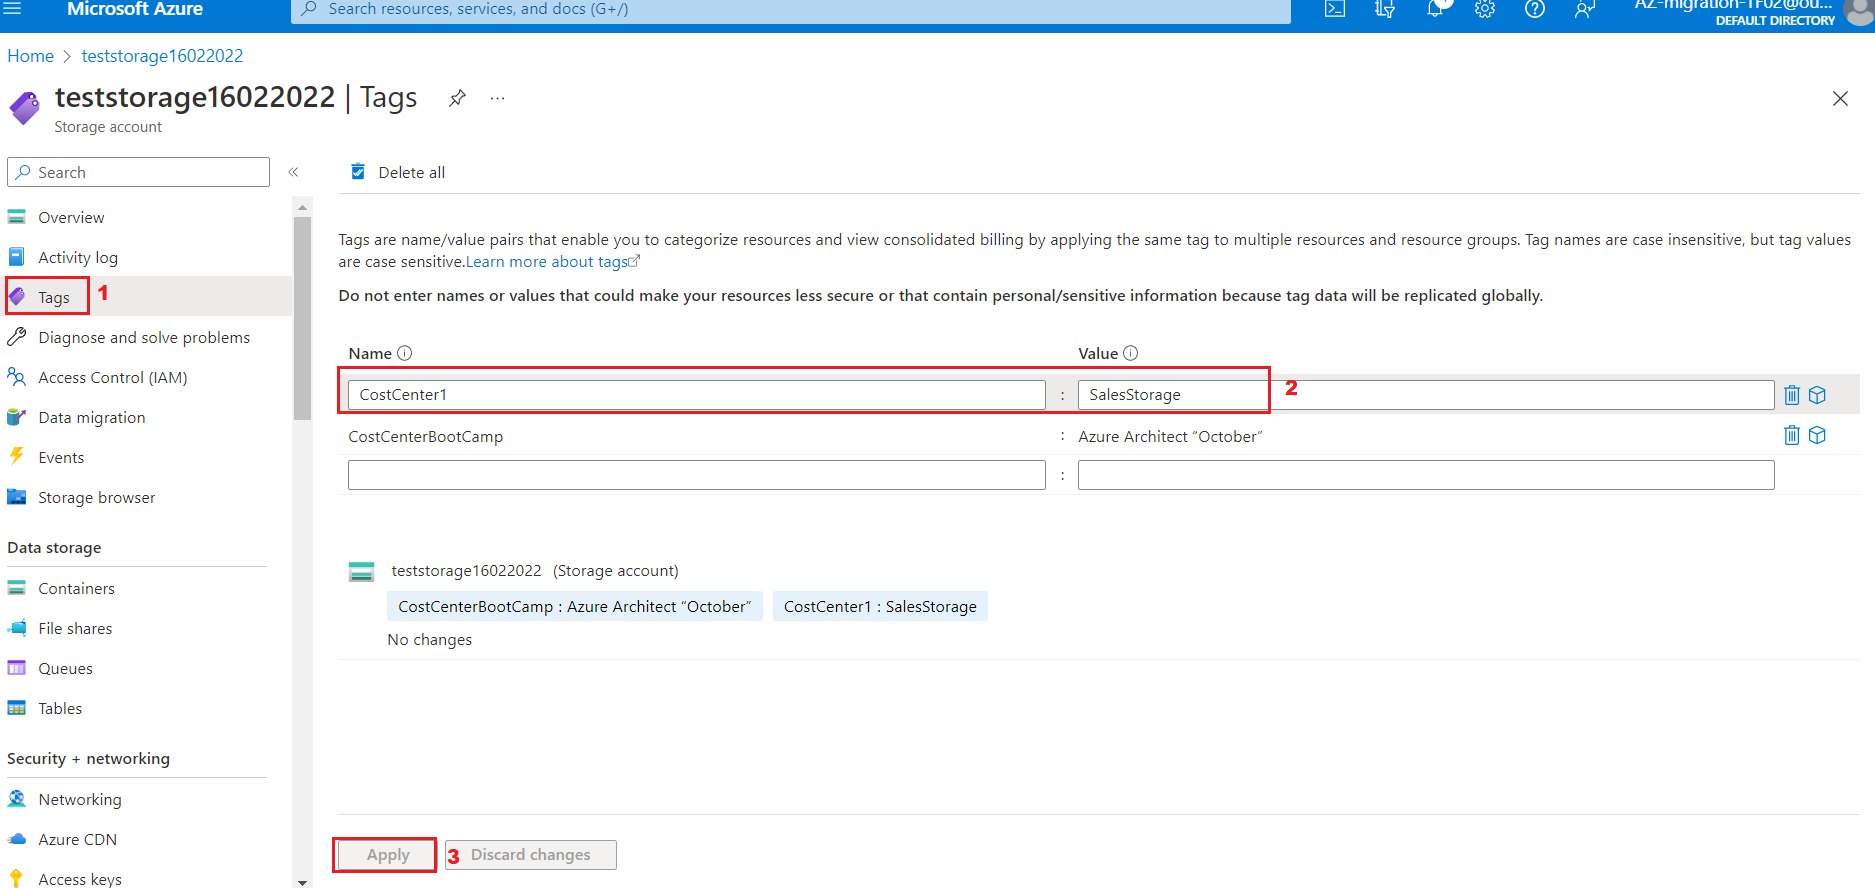 Microsoft Azure
Search resources, services, and docs (G+/)
AZ-migration-TF02@ou...
DEFAULT DIRECTORY
Home > teststorage16022022
teststorage16022022 | Tags
...
Storage account
Search
«
Delete all
Overview
Activity log
Tags
1
Diagnose and solve problems
Access Control (IAM)
Data migration
Events
Storage browser
Data storage
Containers
File shares
Queues
Tables
Security + networking
Networking
Azure CDN
Access keys
Tags are name/value pairs that enable you to categorize resources and view consolidated billing by applying the same tag to multiple resources and resource groups. Tag names are case insensitive, but tag values
are case sensitive.Learn more about tags
Do not enter names or values that could make your resources less secure or that contain personal/sensitive information because tag data will be replicated globally.
Name Value
CostCenter1 : SalesStorage
2
CostCenterBootCamp : Azure Architect “October”
:
teststorage16022022 (Storage account)
CostCenterBootCamp : Azure Architect “October” CostCenter1 : SalesStorage
No changes
Apply
3
Discard changes